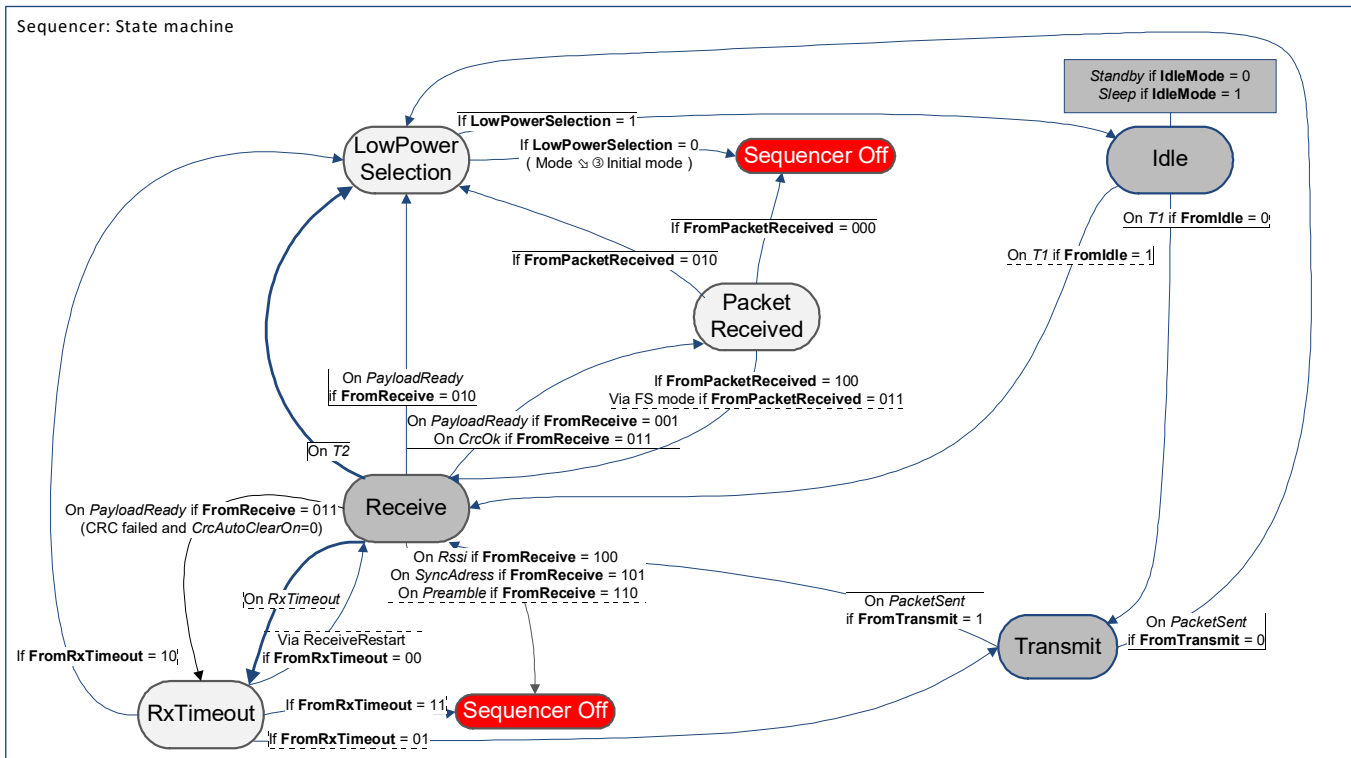 Sequencer: State machine
Standby if IdleMode = 0
Sleep if IdleMode = 1
If LowPowerSelection = 1
LowPower
Selection
If LowPowerSelection = 0
( Mode ⇘ ③ Initial mode )
Sequencer Off
Idle
On T1 if FromIdle = 0
If FromPacketReceived = 000
On T1 if FromIdle = 1
If FromPacketReceived = 010
Packet
Received
On PayloadReady
if FromReceive = 010
If FromPacketReceived = 100
Via FS mode if FromPacketReceived = 011
On PayloadReady if FromReceive = 001
On CrcOk if FromReceive = 011
On T2
Receive
On PayloadReady if FromReceive = 011
(CRC failed and CrcAutoClearOn=0)
On Rssi if FromReceive = 100
On SyncAdress if FromReceive = 101
On Preamble if FromReceive = 110
On RxTimeout
On PacketSent
if FromTransmit = 1
Via ReceiveRestart
if FromRxTimeout = 00
Transmit
On PacketSent
if FromTransmit = 0
If FromRxTimeout = 10
RxTimeout
If FromRxTimeout = 11
Sequencer Off
If FromRxTimeout = 01